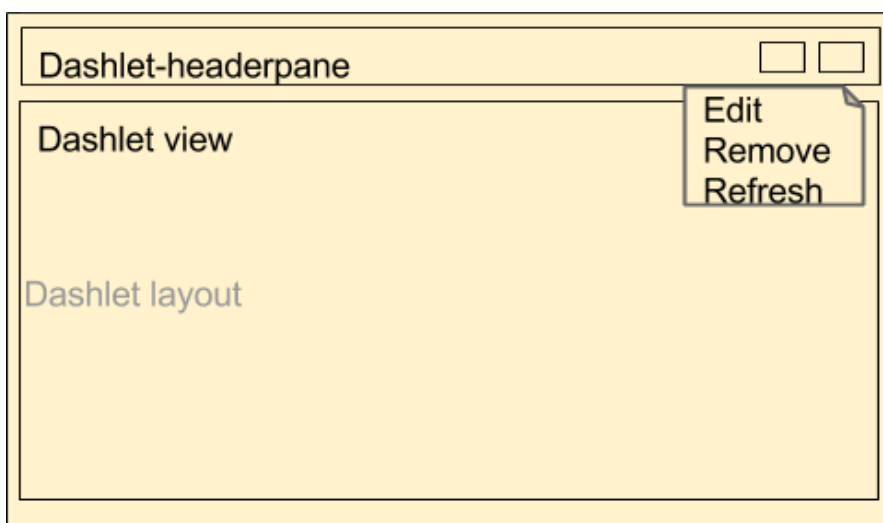 Dashlet-headerpane
Edit
Remove
Refresh
Dashlet view
Dashlet layout